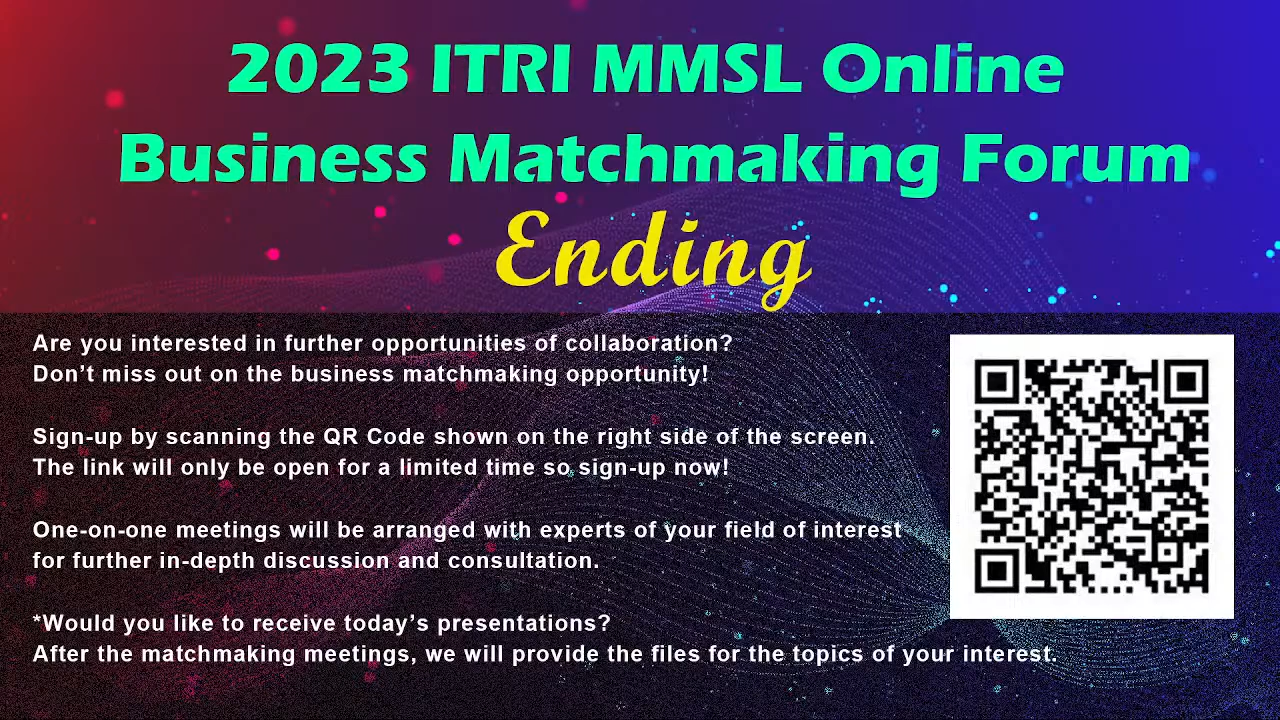 2023 ITRI MMSL Online
Business Matchmaking Forum
Ending
Are you interested in further opportunities of collaboration?
Don’t miss out on the business matchmaking opportunity!
Sign-up by scanning the QR Code shown on the right side of the screen.
The link will only be open for a limited time so sign-up now!
One-on-one meetings will be arranged with experts of your field of interest
for further in-depth discussion and consultation.
*Would you like to receive today’s presentations?
After the matchmaking meetings, we will provide the files for the topics of your interest.